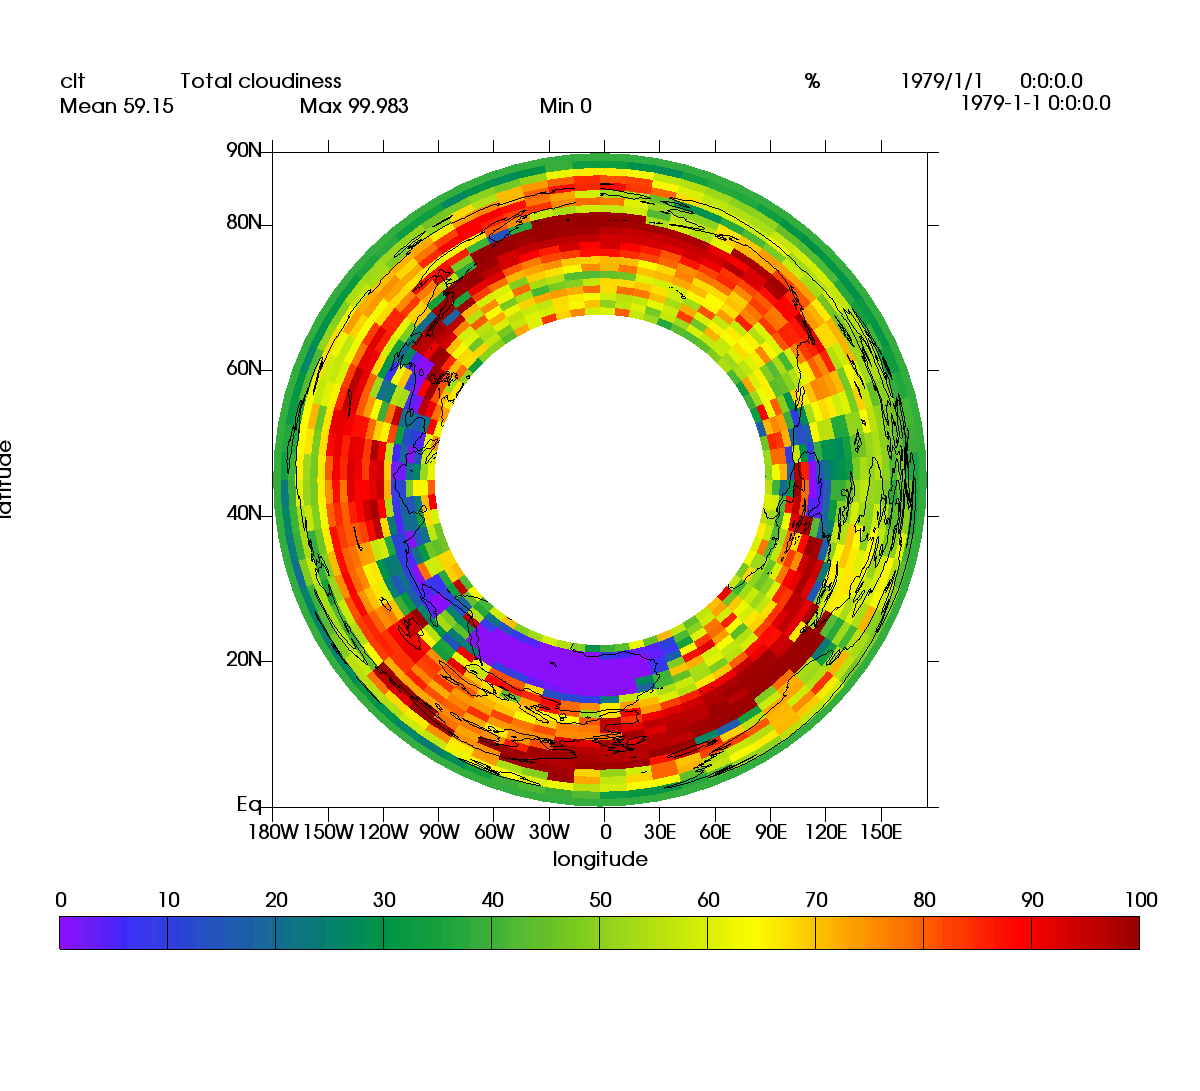 clt Total cloudiness % 1979/1/1 0:0:0.0
Mean 59.15 Max 99.983 Min 0 1979-1-1 0:0:0.0
90N
80N
60N
latitude
40N
20N
Eq
180W 150W 120W 90W 60W 30W 0 30E 60E 90E 120E 150E
longitude
0 10 20 30 40 50 60 70 80 90 100